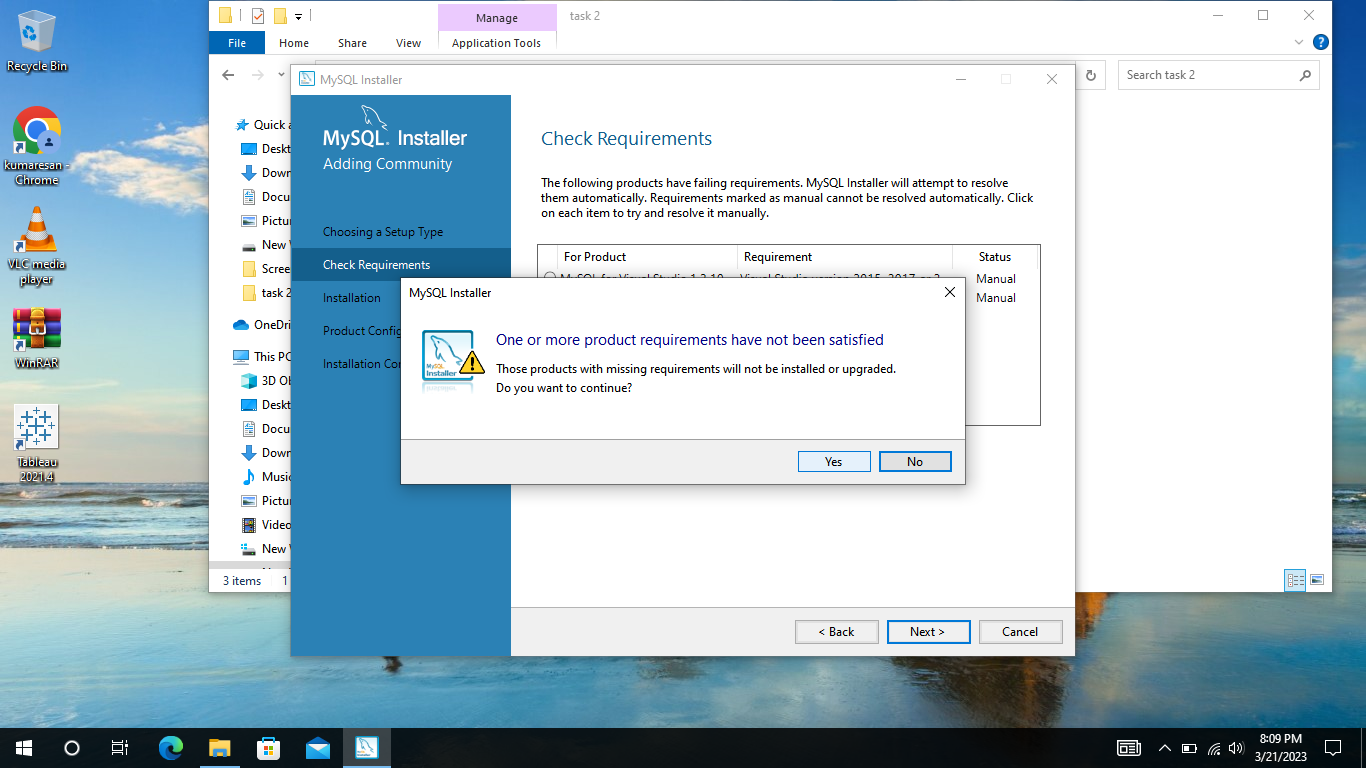 Recycle Bin
kumaresan -
Chrome
VLC media
player
WinRAR
Tableau
2021.4
Manage
task 2
File
Home
Share
View
Application Tools
Search task 2
Quick a
Deskt
Down
Docu
Pictur
New
Scree
task 2
OneDri
This PC
3D Ob
Deskt
Docu
Down
Music
Pictu
Video
New
3 items
1
MySQL Installer
MySQL. Installer
Adding Community
Choosing a Setup Type
Check Requirements
Installation
Product Config
Installation Co
Check Requirements
The following products have failing requirements. MySQL Installer will attempt to resolve
them automatically. Requirements marked as manual cannot be resolved automatically. Click
on each item to try and resolve it manually.
For Product
Requirement
Status
Manual
Manual
MySQL Installer
MySQL
Installer
One or more product requirements have not been satisfied
Those products with missing requirements will not be installed or upgraded.
Do you want to continue?
Yes
No
< Back
Next >
Cancel
8:09 PM
3/21/2023